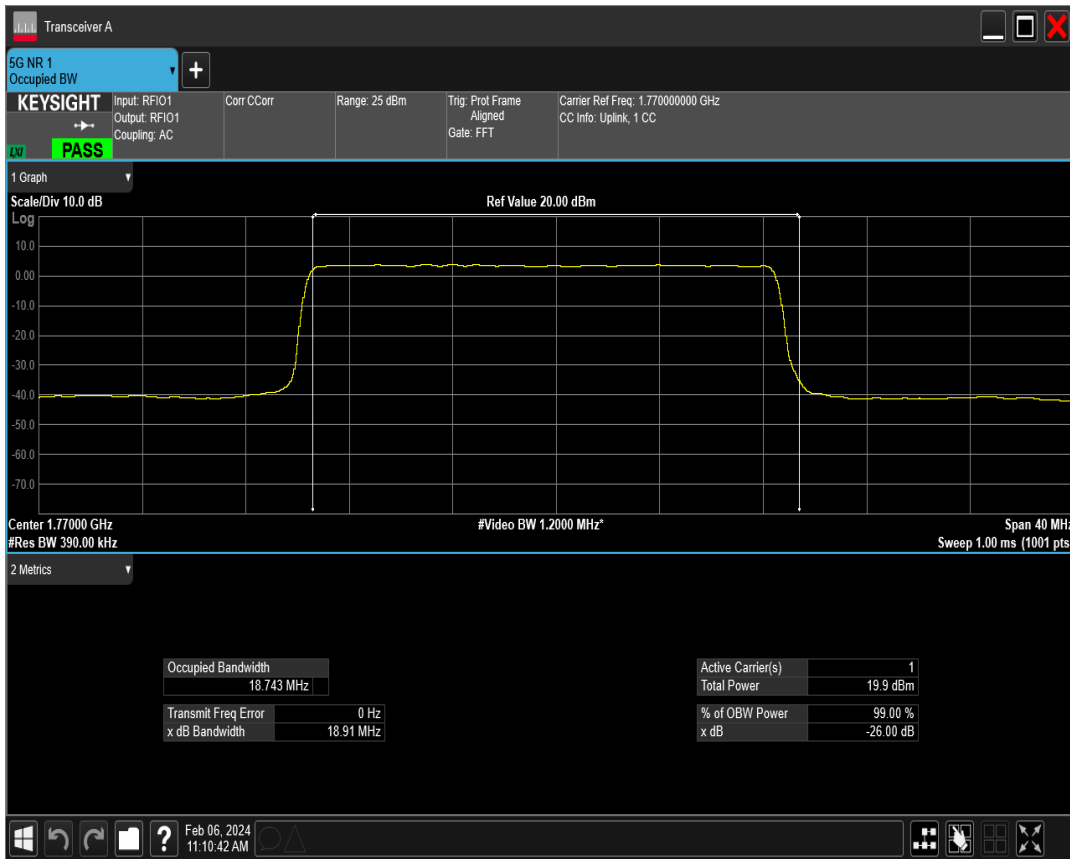 Transceiver A
5G NR 1
Occupied BW
+
KEYSIGHT
LXI
PASS
Input: RFIO1
Output: RFIO1
Coupling: AC
Corr CCorr
Range: 25 dBm
Trig: Prot Frame
Aligned
Gate: FFT
Carrier Ref Freq: 1.770000000 GHz
CC Info: Uplink, 1 CC
1 Graph
Scale/Div 10.0 dB
Ref Value 20.00 dBm
Log
10.0
0.00
-10.0
-20.0
-30.0
-40.0
-50.0
-60.0
-70.0
Center 1.77000 GHz
#Video BW 1.2000 MHz*
Span 40 MHz
#Res BW 390.00 kHz
Sweep 1.00 ms (1001 pts
2 Metrics
Occupied Bandwidth
18.743 MHz
Transmit Freq Error 0 Hz
x dB Bandwidth 18.91 MHz
Active Carrier(s) 1
Total Power 19.9 dBm
% of OBW Power 99.00 %
x dB -26.00 dB
?
Feb 06, 2024
11:10:42 AM